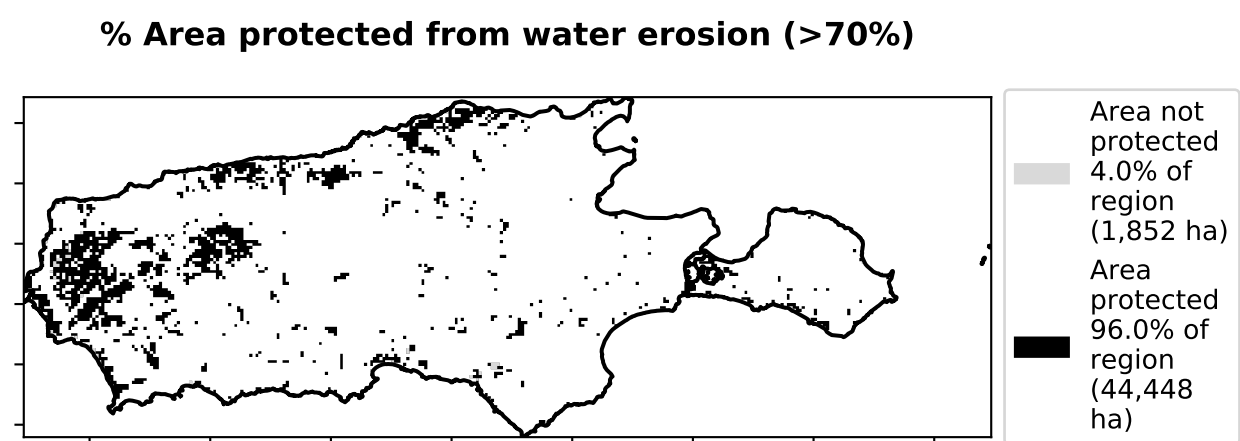 % Area protected from water erosion (>70%)
Area not
protected
4.0% of
region
(1,852 ha)
Area
protected
96.0% of
region
(44,448
ha)